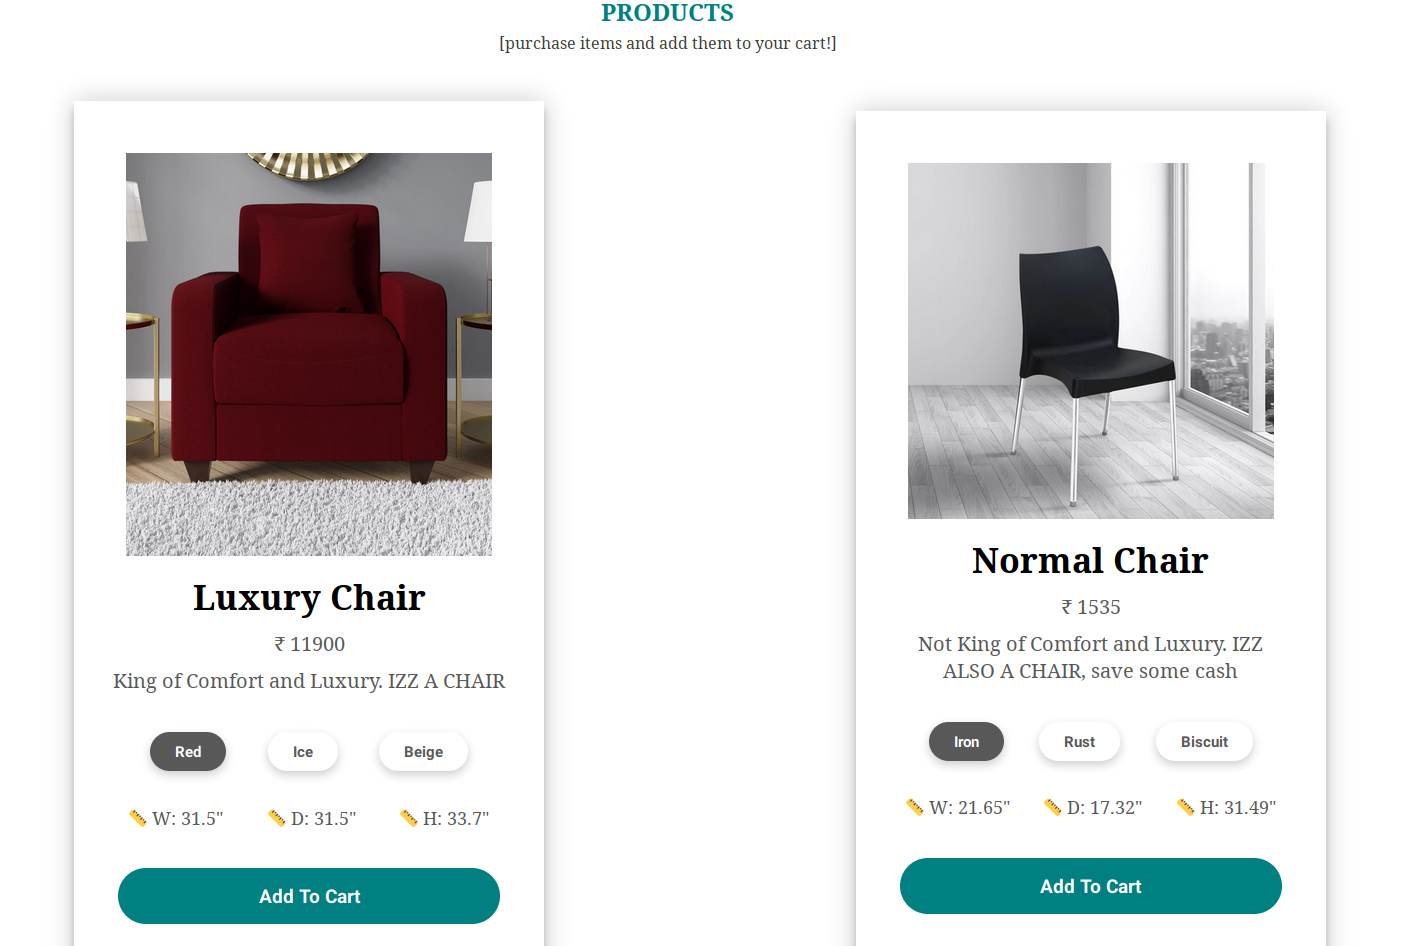 PRODUCTS
[purchase items and add them to your cart!]
Luxury Chair
₹ 11900
King of Comfort and Luxury. IZZ A CHAIR
Red Ice Beige
W: 31.5" D: 31.5" H: 33.7"
Add To Cart
Normal Chair
₹ 1535
Not King of Comfort and Luxury. IZZ
ALSO A CHAIR, save some cash
Iron Rust Biscuit
W: 21.65" D: 17.32" H: 31.49"
Add To Cart